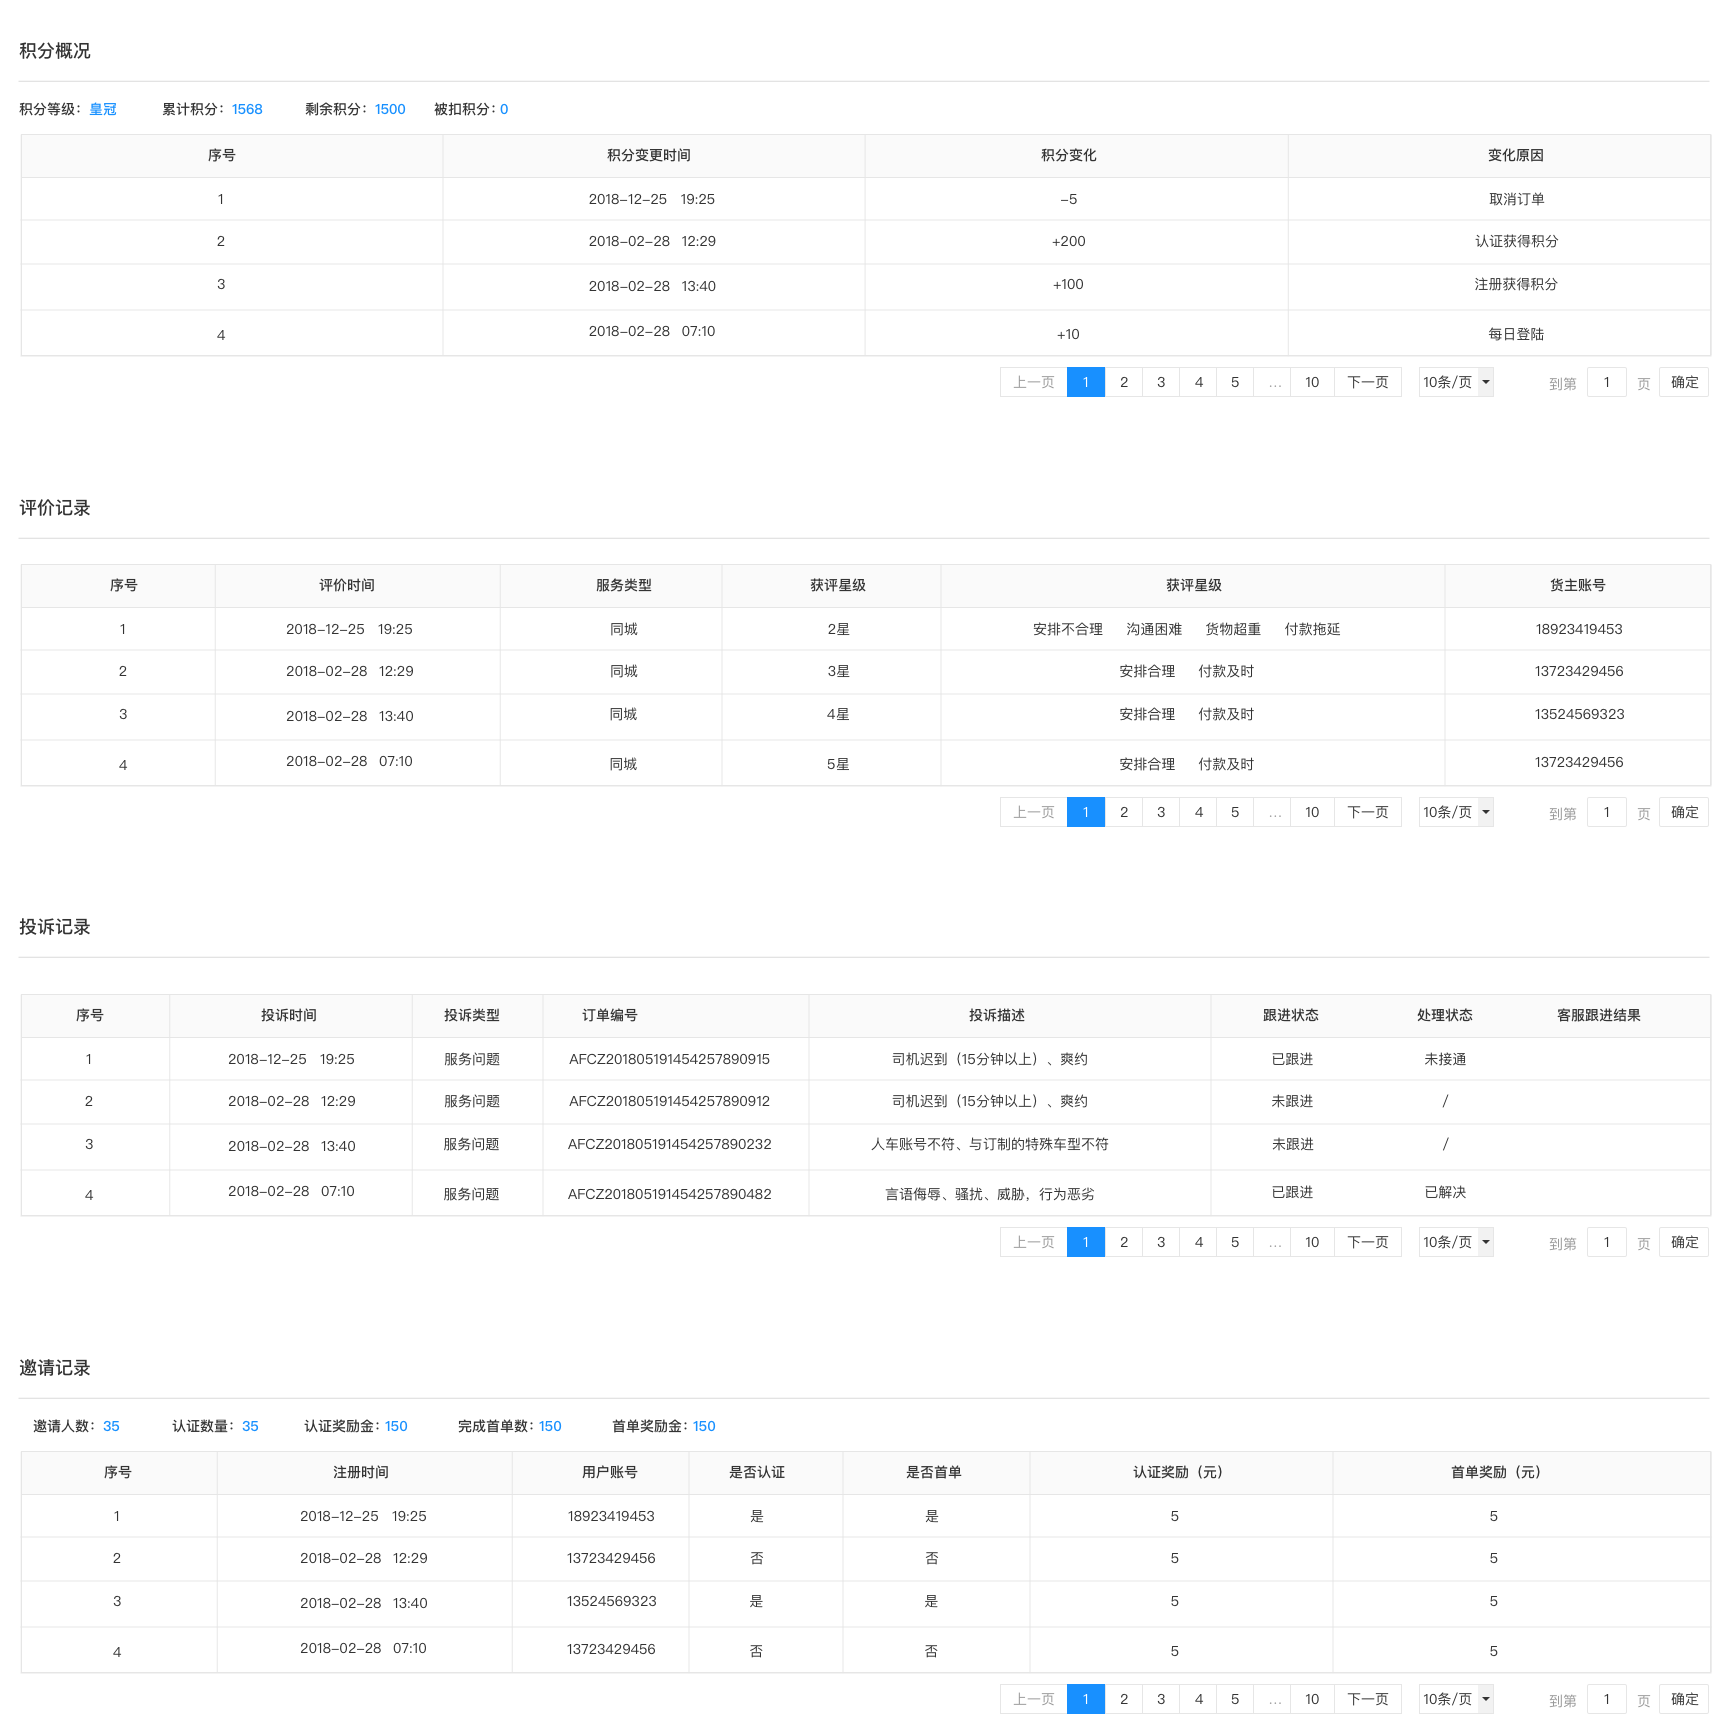 积分概况
积分等级：皇冠 累计积分：1568 剩余积分：1500 被扣积分：0
序号 积分变更时间 积分变化 变化原因
1 2018-12-25 19:25 -5 取消订单
2 2018-02-28 12:29 +200 认证获得积分
3 2018-02-28 13:40 +100 注册获得积分
4 2018-02-28 07:10 +10 每日登陆
上一页 1 2 3 4 5 … 10 下一页 10条/页 到第 1 页 确定
评价记录
序号 评价时间 服务类型 获评星级 获评星级 货主账号
1 2018-12-25 19:25 同城 2星 安排不合理 沟通困难 货物超重 付款拖延 18923419453
2 2018-02-28 12:29 同城 3星 安排合理 付款及时 13723429456
3 2018-02-28 13:40 同城 4星 安排合理 付款及时 13524569323
4 2018-02-28 07:10 同城 5星 安排合理 付款及时 13723429456
上一页 1 2 3 4 5 … 10 下一页 10条/页 到第 1 页 确定
投诉记录
序号 投诉时间 投诉类型 订单编号 投诉描述 跟进状态 处理状态 客服跟进结果
1 2018-12-25 19:25 服务问题 AFCZ201805191454257890915 司机迟到（15分钟以上）、爽约 已跟进 未接通
2 2018-02-28 12:29 服务问题 AFCZ201805191454257890912 司机迟到（15分钟以上）、爽约 未跟进 /
3 2018-02-28 13:40 服务问题 AFCZ201805191454257890232 人车账号不符、与订制的特殊车型不符 未跟进 /
4 2018-02-28 07:10 服务问题 AFCZ201805191454257890482 言语侮辱、骚扰、威胁，行为恶劣 已跟进 已解决
上一页 1 2 3 4 5 … 10 下一页 10条/页 到第 1 页 确定
邀请记录
邀请人数：35 认证数量：35 认证奖励金：150 完成首单数：150 首单奖励金：150
序号 注册时间 用户账号 是否认证 是否首单 认证奖励（元） 首单奖励（元）
1 2018-12-25 19:25 18923419453 是 是 5 5
2 2018-02-28 12:29 13723429456 否 否 5 5
3 2018-02-28 13:40 13524569323 是 是 5 5
4 2018-02-28 07:10 13723429456 否 否 5 5
上一页 1 2 3 4 5 … 10 下一页 10条/页 到第 1 页 确定